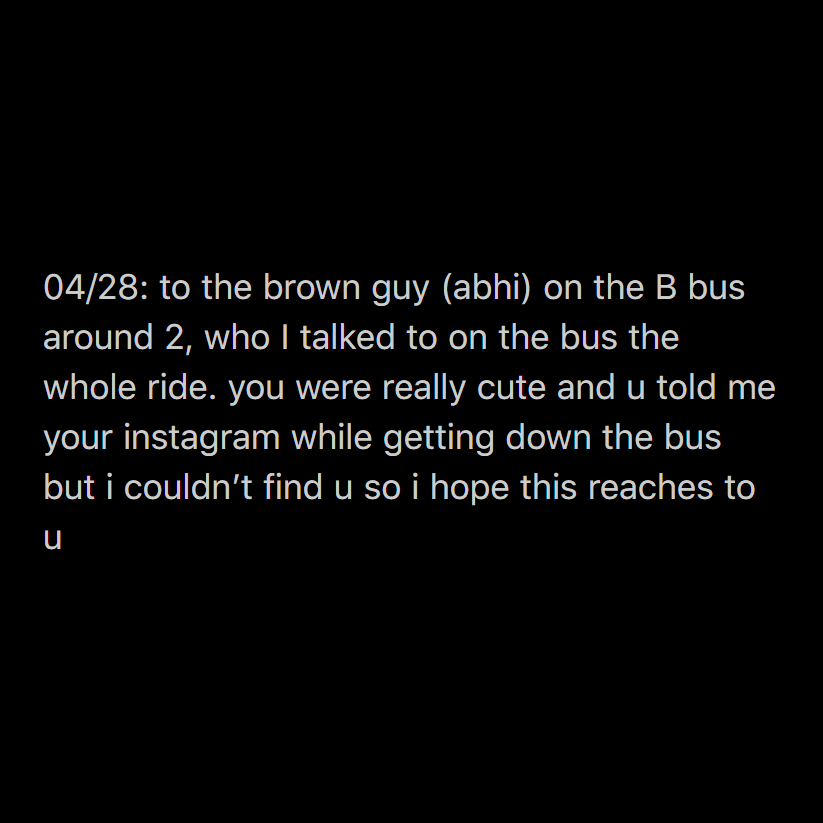 04/28: to the brown guy (abhi) on the B bus
around 2, who I talked to on the bus the
whole ride. you were really cute and u told me
your instagram while getting down the bus
but i couldn’t find u so i hope this reaches to
u